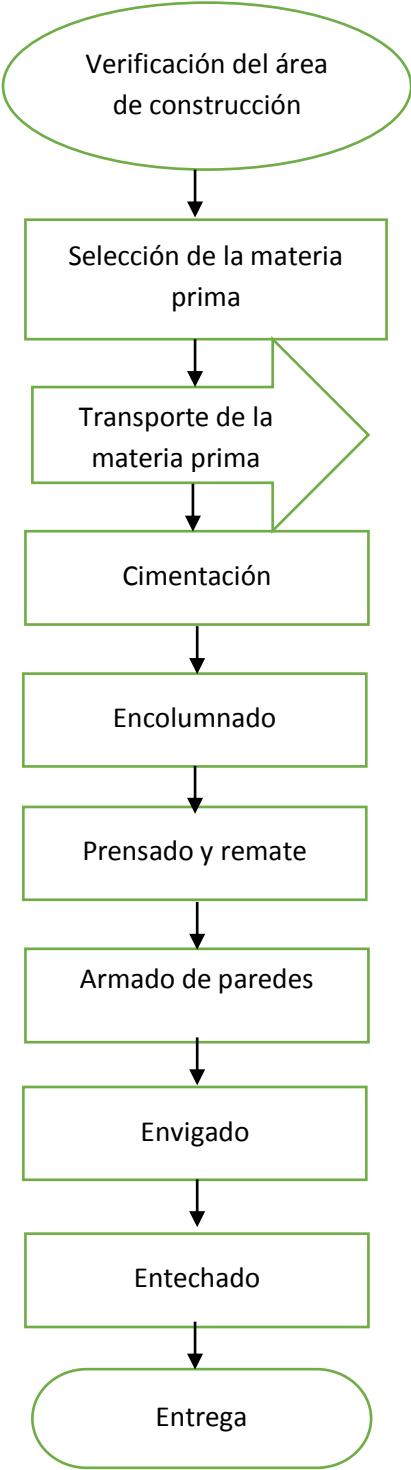 Verificación del área
de construcción
Selección de la materia
prima
Transporte de la
materia prima
Cimentación
Encolumnado
Prensado y remate
Armado de paredes
Envigado
Entechado
Entrega